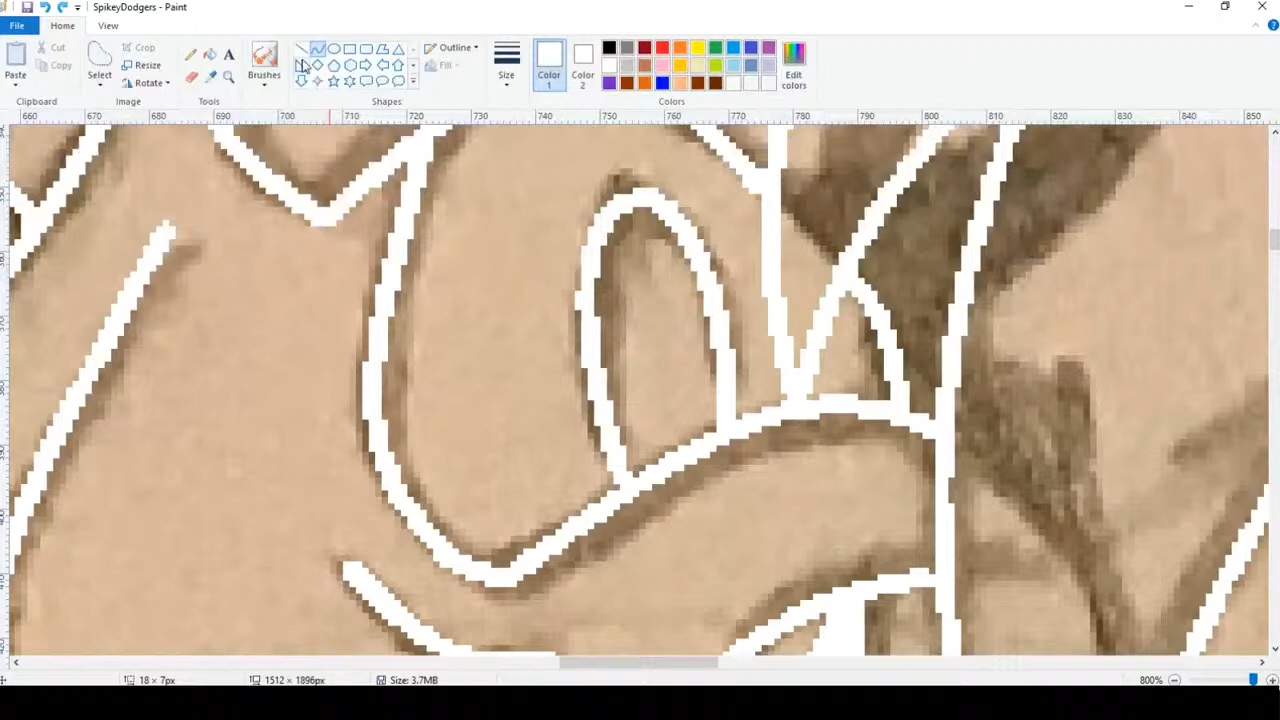 SpikeyDodgers - Paint
File Home View
Paste Cut Copy Select Crop Resize Rotate A Brushes Outline Fill Size Color 1 Color 2 Edit colors
Clipboard Image Tools Shapes Colors
660 670 680 690 700 710 720 730 740 750 760 770 780 790 800 810 820 830 840 850
18 × 7px 1512 × 1896px Size: 3.7MB 800%